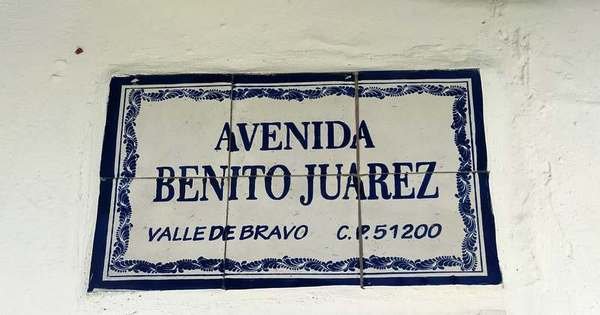 AVENIDA
BENITO JUAREZ
VALLE DE BRAVO C.P. 51200